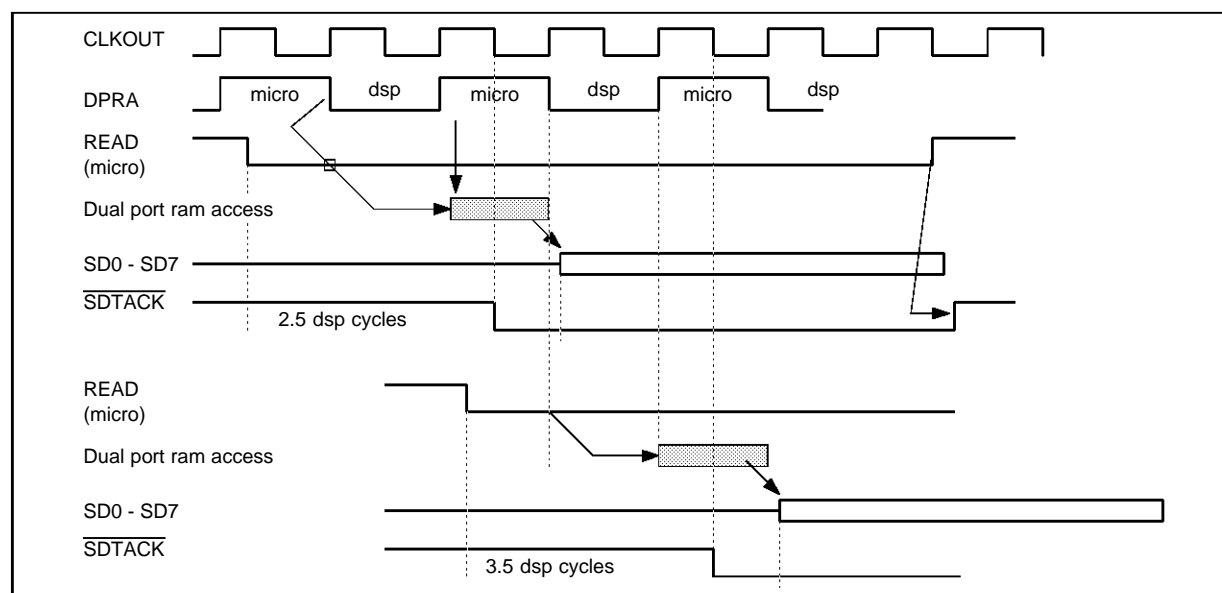 CLKOUT
DPRA
micro
dsp
micro
dsp
micro
dsp
READ
(micro)
Dual port ram access
SD0 - SD7
SDTACK
2.5 dsp cycles
READ
(micro)
Dual port ram access
SD0 - SD7
SDTACK
3.5 dsp cycles